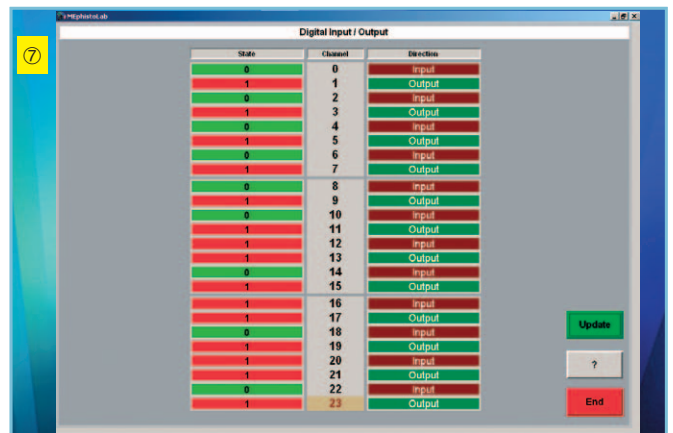 MEphistoLab
Digital Input / Output
⑦
State Channel Direction
0 0 Input
1 1 Output
0 2 Input
1 3 Output
0 4 Input
1 5 Output
0 6 Input
1 7 Output
0 8 Input
1 9 Output
0 10 Input
1 11 Output
1 12 Input
1 13 Output
0 14 Input
1 15 Output
1 16 Input
1 17 Output
0 18 Input
1 19 Output
1 20 Input
1 21 Output
0 22 Input
1 23 Output
Update
?
End